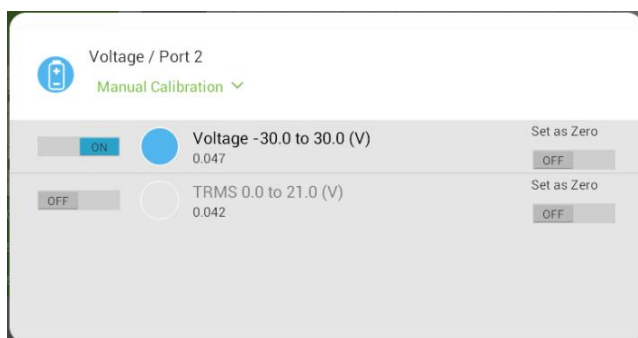 Voltage / Port 2
Manual Calibration
ON
Voltage -30.0 to 30.0 (V)
0.047
Set as Zero
OFF
OFF
TRMS 0.0 to 21.0 (V)
0.042
Set as Zero
OFF